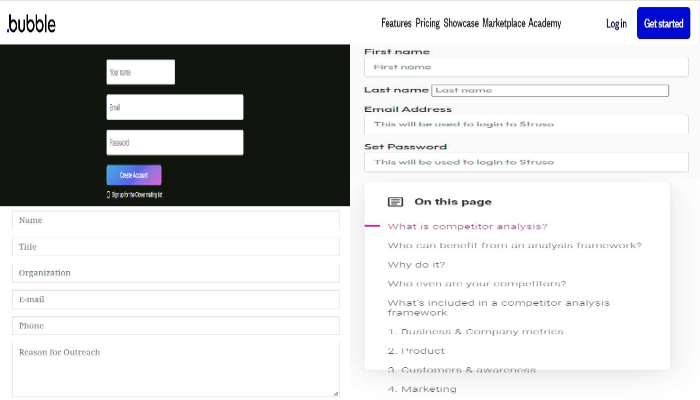 .bubble
Features Pricing Showcase Marketplace Academy
Log in
Get started
Your name
Email
Password
Create Account
Sign up for the Clover mailing list
Name
Title
Organization
E-mail
Phone
Reason for Outreach
First name
First name
Last name Last name
Email Address
This will be used to login to Struso
Set Password
This will be used to login to Struso
On this page
What is competitor analysis?
Who can benefit from an analysis framework?
Why do it?
Who even are your competitors?
What's included in a competitor analysis
framework
1. Business & Company metrics
2. Product
3. Customers & awareness
4. Marketing